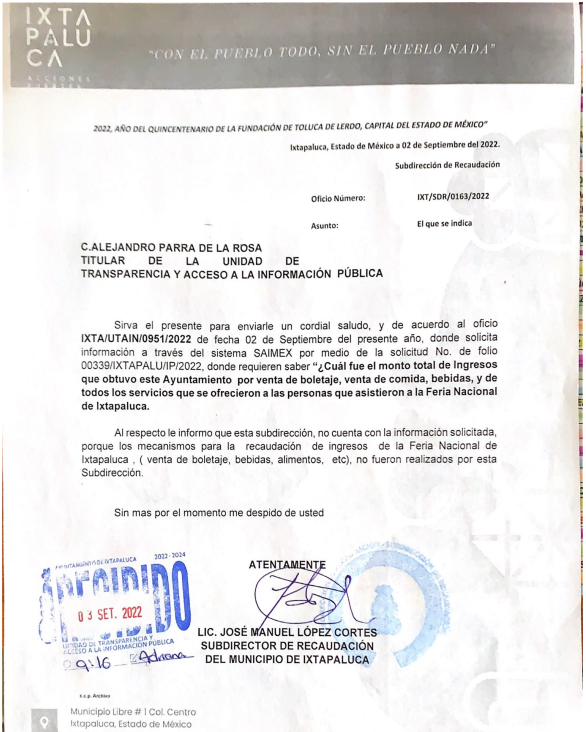 IXTA
PALU
CA
ACCIONES
FUERTES
"CON EL PUEBLO TODO, SIN EL PUEBLO NADA"
2022, AÑO DEL QUINCENTENARIO DE LA FUNDACIÓN DE TOLUCA DE LERDO, CAPITAL DEL ESTADO DE MÉXICO"
Ixtapaluca, Estado de México a 02 de Septiembre del 2022.
Subdirección de Recaudación
Oficio Número: IXT/SDR/0163/2022
Asunto: El que se indica
C.ALEJANDRO PARRA DE LA ROSA
TITULAR DE LA UNIDAD DE
TRANSPARENCIA Y ACCESO A LA INFORMACIÓN PÚBLICA
Sirva el presente para enviarle un cordial saludo, y de acuerdo al oficio
IXTA/UTAIN/0951/2022 de fecha 02 de Septiembre del presente año, donde solicita
información a través del sistema SAIMEX por medio de la solicitud No. de folio
00339/IXTAPALU/IP/2022, donde requieren saber "¿Cuál fue el monto total de Ingresos
que obtuvo este Ayuntamiento por venta de boletaje, venta de comida, bebidas, y de
todos los servicios que se ofrecieron a las personas que asistieron a la Feria Nacional
de Ixtapaluca.
Al respecto le informo que esta subdirección, no cuenta con la información solicitada,
porque los mecanismos para la recaudación de ingresos de la Feria Nacional de
Ixtapaluca , ( venta de boletaje, bebidas, alimentos, etc), no fueron realizados por esta
Subdirección.
Sin mas por el momento me despido de usted
AYUNTAMIENTO DE IXTAPALUCA 2022-2024
RECIBIDO
03 SET. 2022
UNIDAD DE TRANSPARENCIA Y
ACCESO A LA INFORMACIÓN PÚBLICA
9:16 Adriana
ATENTAMENTE
LIC. JOSÉ MANUEL LÓPEZ CORTES
SUBDIRECTOR DE RECAUDACIÓN
DEL MUNICIPIO DE IXTAPALUCA
c.c.p. Archivo
Municipio Libre # 1 Col. Centro
Ixtapaluca, Estado de México